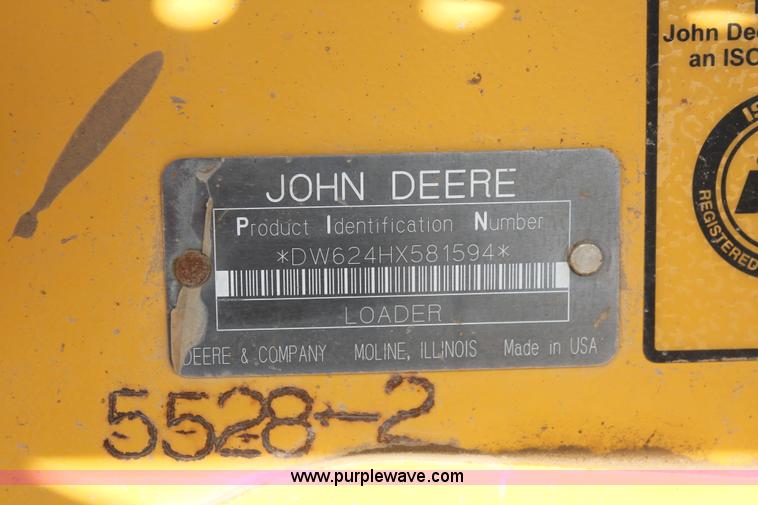 John Dee
an ISO
JOHN DEERE
Product Identification Number
*DW624HX581594*
LOADER
DEERE & COMPANY MOLINE, ILLINOIS Made in USA
REGISTERED
5528-2
www.purplewave.com